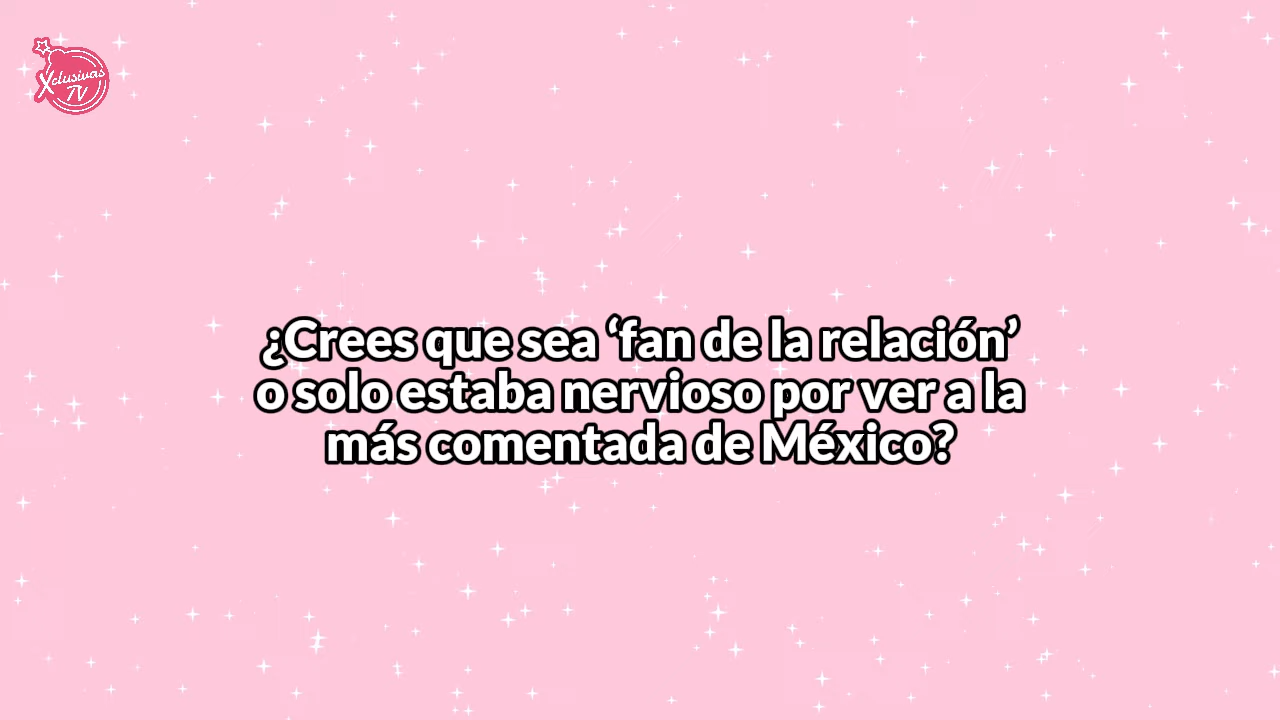 Xclusivas
TV
¿Crees que sea ‘fan de la relación’
o solo estaba nervioso por ver a la
más comentada de México?